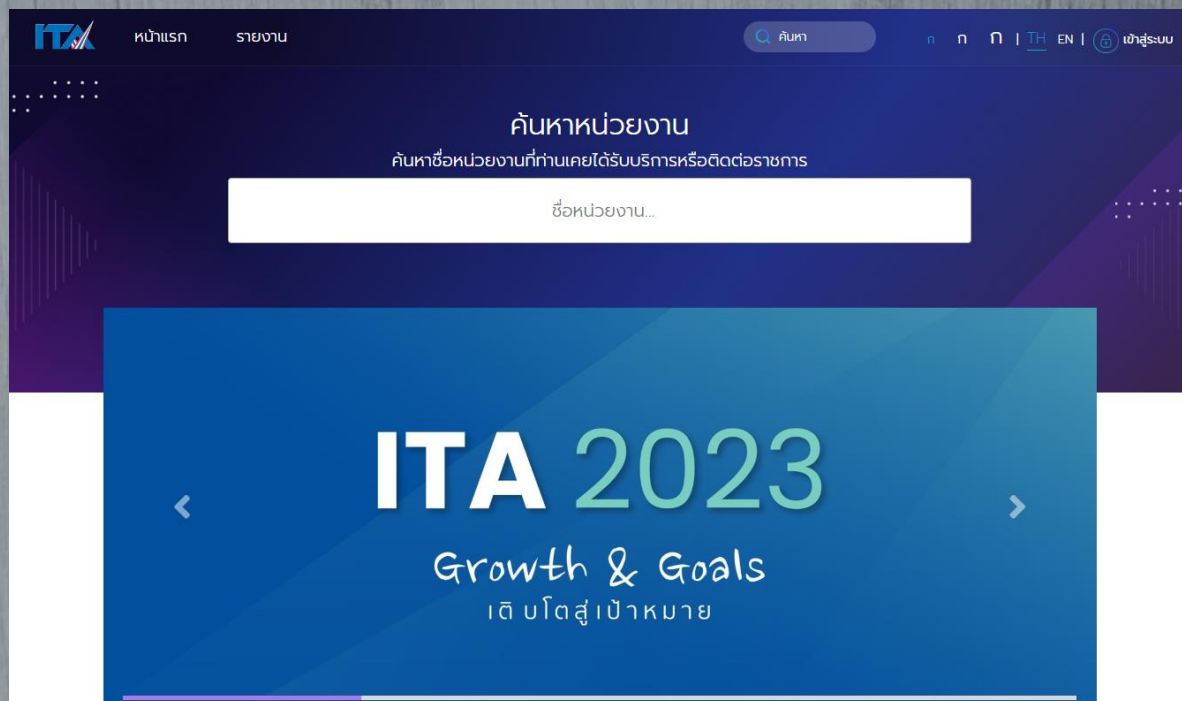 ITA หน้าแรก รายงาน ค้นหา ก ก ก | TH EN | เข้าสู่ระบบ
ค้นหาหน่วยงาน
ค้นหาชื่อหน่วยงานที่ท่านเคยได้รับบริการหรือติดต่อราชการ
ชื่อหน่วยงาน...
ITA 2023
Growth & Goals
เติบโตสู่เป้าหมาย